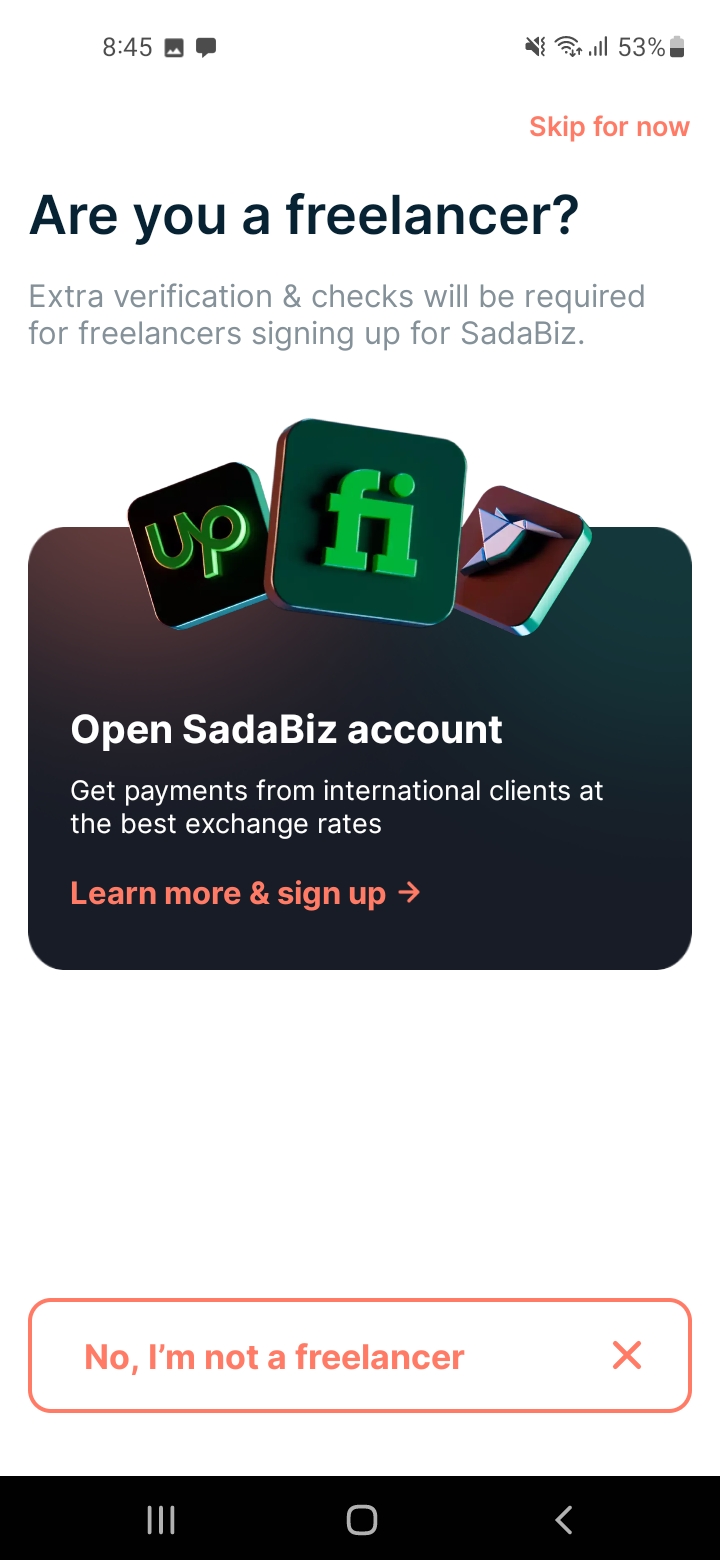 8:45
53%
Skip for now
Are you a freelancer?
Extra verification & checks will be required
for freelancers signing up for SadaBiz.
up
fi
Open SadaBiz account
Get payments from international clients at
the best exchange rates
Learn more & sign up →
No, I’m not a freelancer